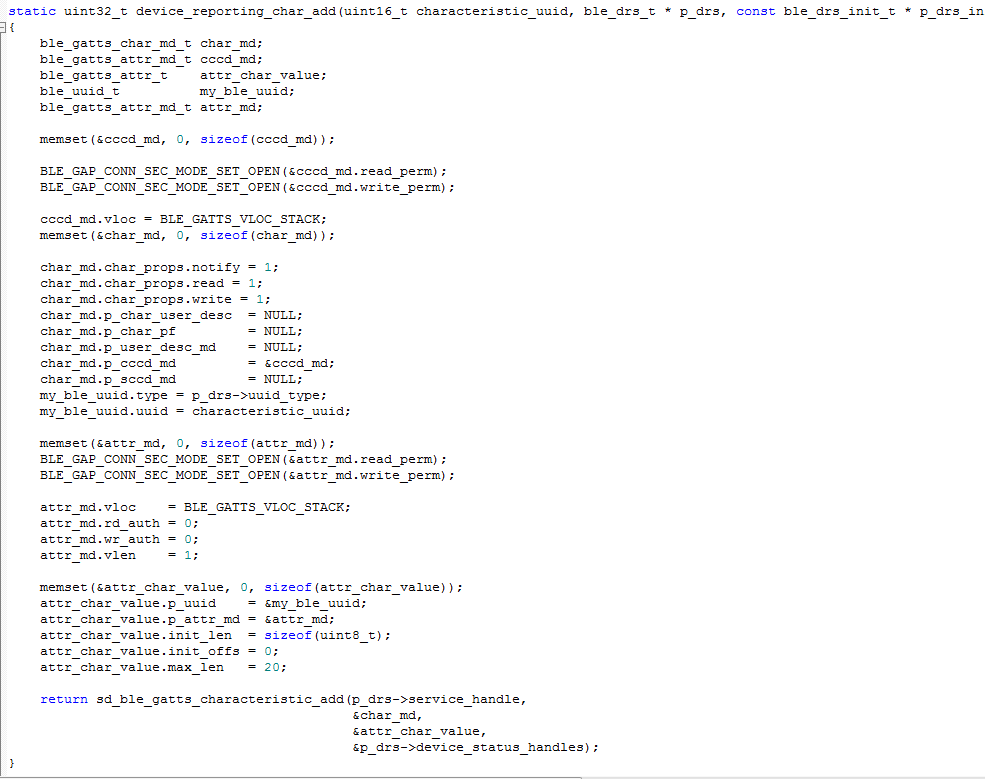 static uint32_t device_reporting_char_add(uint16_t characteristic_uuid, ble_drs_t * p_drs, const ble_drs_init_t * p_drs_in
{
    ble_gatts_char_md_t char_md;
    ble_gatts_attr_md_t cccd_md;
    ble_gatts_attr_t    attr_char_value;
    ble_uuid_t          my_ble_uuid;
    ble_gatts_attr_md_t attr_md;

    memset(&cccd_md, 0, sizeof(cccd_md));

    BLE_GAP_CONN_SEC_MODE_SET_OPEN(&cccd_md.read_perm);
    BLE_GAP_CONN_SEC_MODE_SET_OPEN(&cccd_md.write_perm);

    cccd_md.vloc = BLE_GATTS_VLOC_STACK;
    memset(&char_md, 0, sizeof(char_md));

    char_md.char_props.notify = 1;
    char_md.char_props.read = 1;
    char_md.char_props.write = 1;
    char_md.p_char_user_desc  = NULL;
    char_md.p_char_pf         = NULL;
    char_md.p_user_desc_md    = NULL;
    char_md.p_cccd_md         = &cccd_md;
    char_md.p_sccd_md         = NULL;
    my_ble_uuid.type = p_drs->uuid_type;
    my_ble_uuid.uuid = characteristic_uuid;

    memset(&attr_md, 0, sizeof(attr_md));
    BLE_GAP_CONN_SEC_MODE_SET_OPEN(&attr_md.read_perm);
    BLE_GAP_CONN_SEC_MODE_SET_OPEN(&attr_md.write_perm);

    attr_md.vloc    = BLE_GATTS_VLOC_STACK;
    attr_md.rd_auth = 0;
    attr_md.wr_auth = 0;
    attr_md.vlen    = 1;

    memset(&attr_char_value, 0, sizeof(attr_char_value));
    attr_char_value.p_uuid    = &my_ble_uuid;
    attr_char_value.p_attr_md = &attr_md;
    attr_char_value.init_len  = sizeof(uint8_t);
    attr_char_value.init_offs = 0;
    attr_char_value.max_len   = 20;

    return sd_ble_gatts_characteristic_add(p_drs->service_handle,
                                           &char_md,
                                           &attr_char_value,
                                           &p_drs->device_status_handles);
}